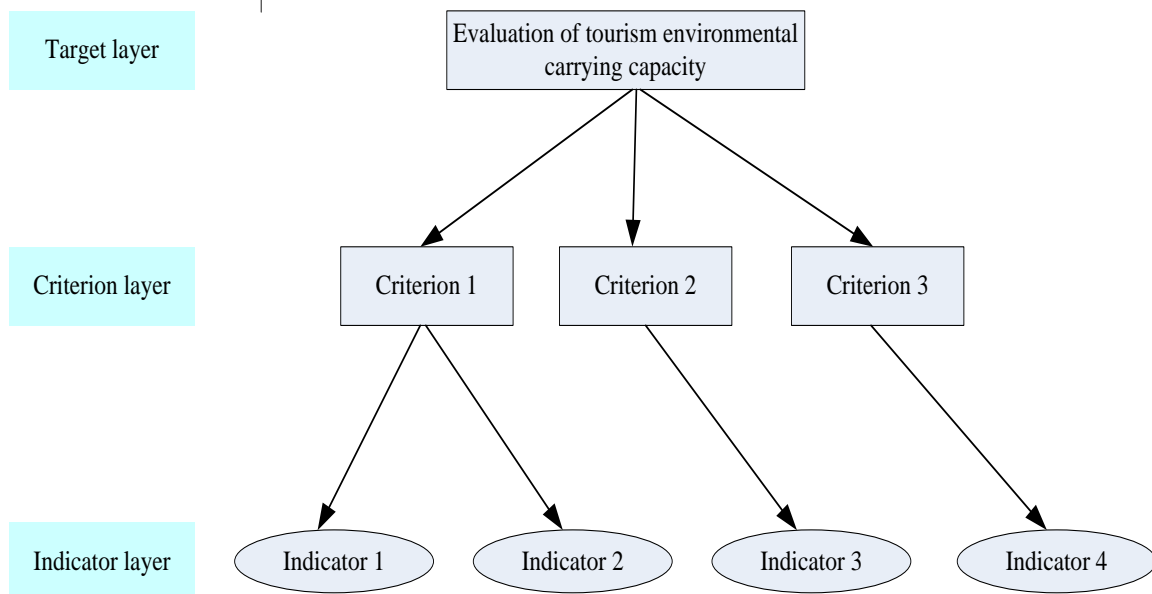 Target layer
Evaluation of tourism environmental
carrying capacity
Criterion layer
Criterion 1
Criterion 2
Criterion 3
Indicator layer
Indicator 1
Indicator 2
Indicator 3
Indicator 4